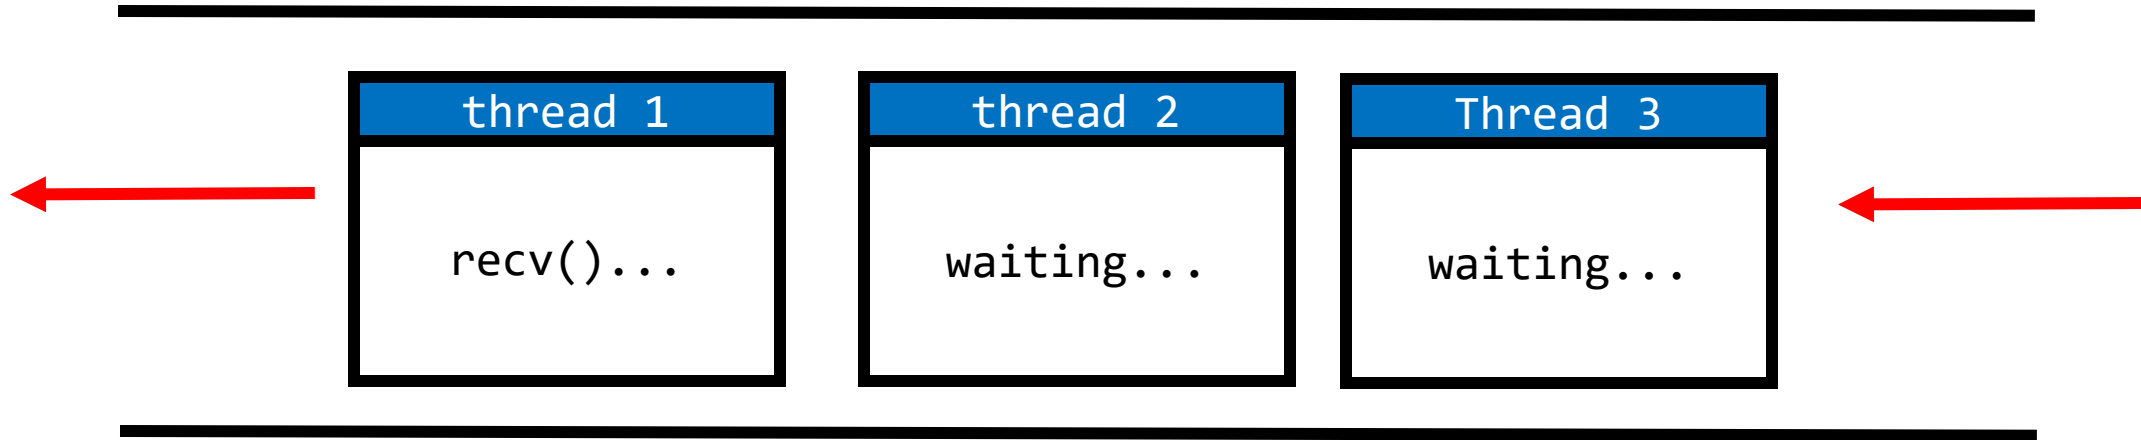 thread 1
recv()...
thread 2
waiting...
Thread 3
waiting...